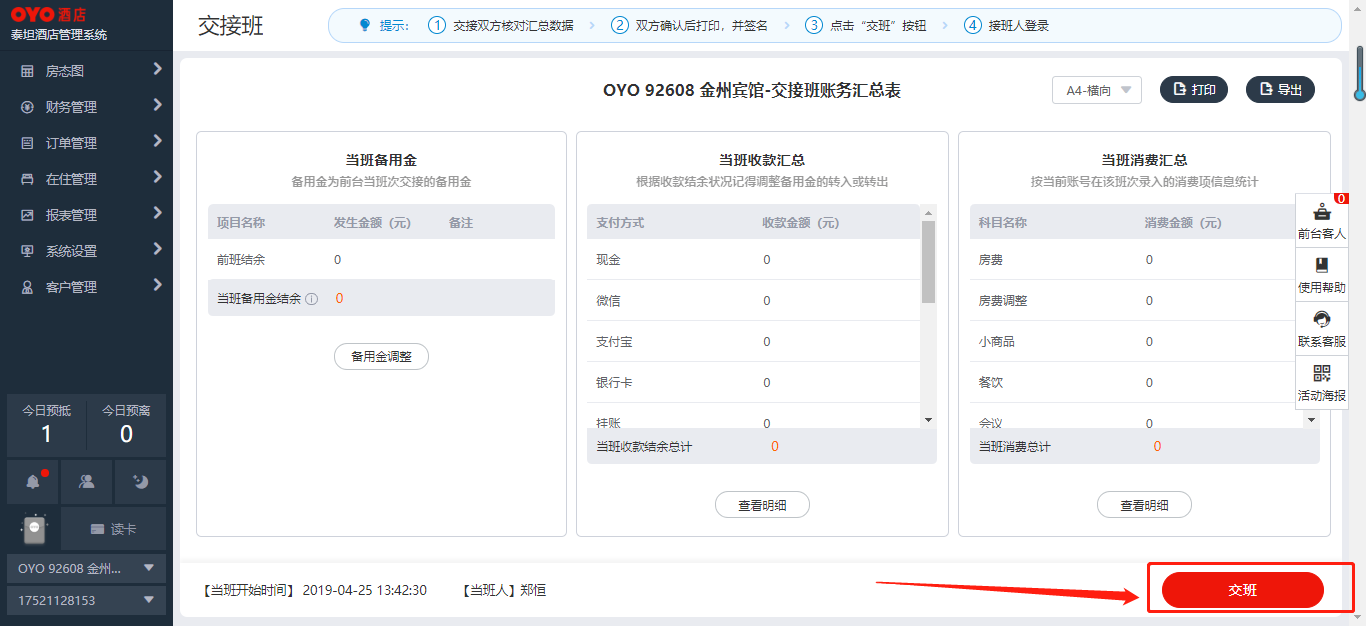 OYO 酒店
泰坦酒店管理系统
房态图
财务管理
订单管理
在住管理
报表管理
系统设置
客户管理
今日预抵 今日预离
1 0
读卡
OYO 92608 金州...
17521128153
交接班
提示: 1 交接双方核对汇总数据 2 双方确认后打印，并签名 3 点击“交班”按钮 4 接班人登录
OYO 92608 金州宾馆-交接班账务汇总表
A4-横向 打印 导出
当班备用金
备用金为前台当班次交接的备用金
项目名称 发生金额（元） 备注
前班结余 0
当班备用金结余 0
备用金调整
当班收款汇总
根据收款结余状况记得调整备用金的转入或转出
支付方式 收款金额（元）
现金 0
微信 0
支付宝 0
银行卡 0
挂账 0
当班收款结余总计 0
查看明细
当班消费汇总
按当前账号在该班次录入的消费项信息统计
科目名称 消费金额（元）
房费 0
房费调整 0
小商品 0
餐饮 0
会议 0
当班消费总计 0
查看明细
0
前台客人
使用帮助
联系客服
活动海报
【当班开始时间】 2019-04-25 13:42:30 【当班人】郑恒
交班